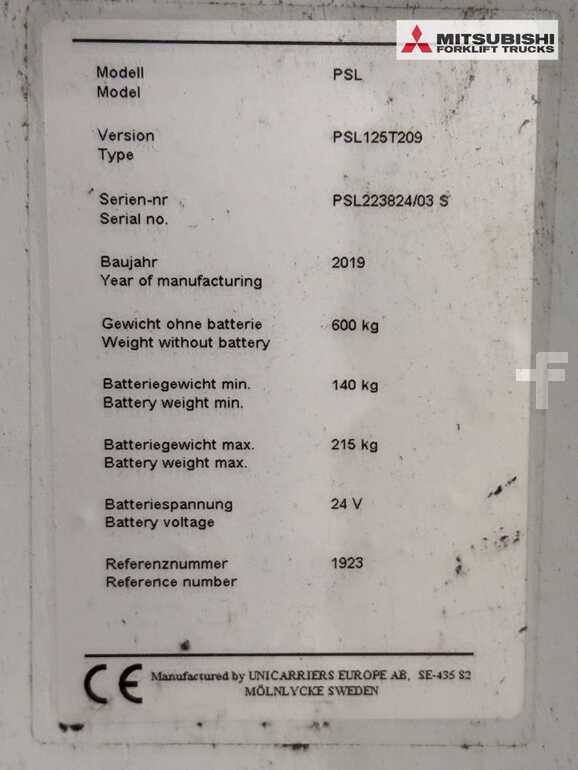 MITSUBISHI
FORKLIFT TRUCKS
Modell PSL
Model
Version PSL125T209
Type
Serien-nr PSL223824/03 S
Serial no.
Baujahr 2019
Year of manufacturing
Gewicht ohne batterie 600 kg
Weight without battery
Batteriegewicht min. 140 kg
Battery weight min.
Batteriegewicht max. 215 kg
Battery weight max.
Batteriespannung 24 V
Battery voltage
Referenznummer 1923
Reference number
CE Manufactured by UNICARRIERS EUROPE AB, SE-435 82
MÖLNLYCKE SWEDEN